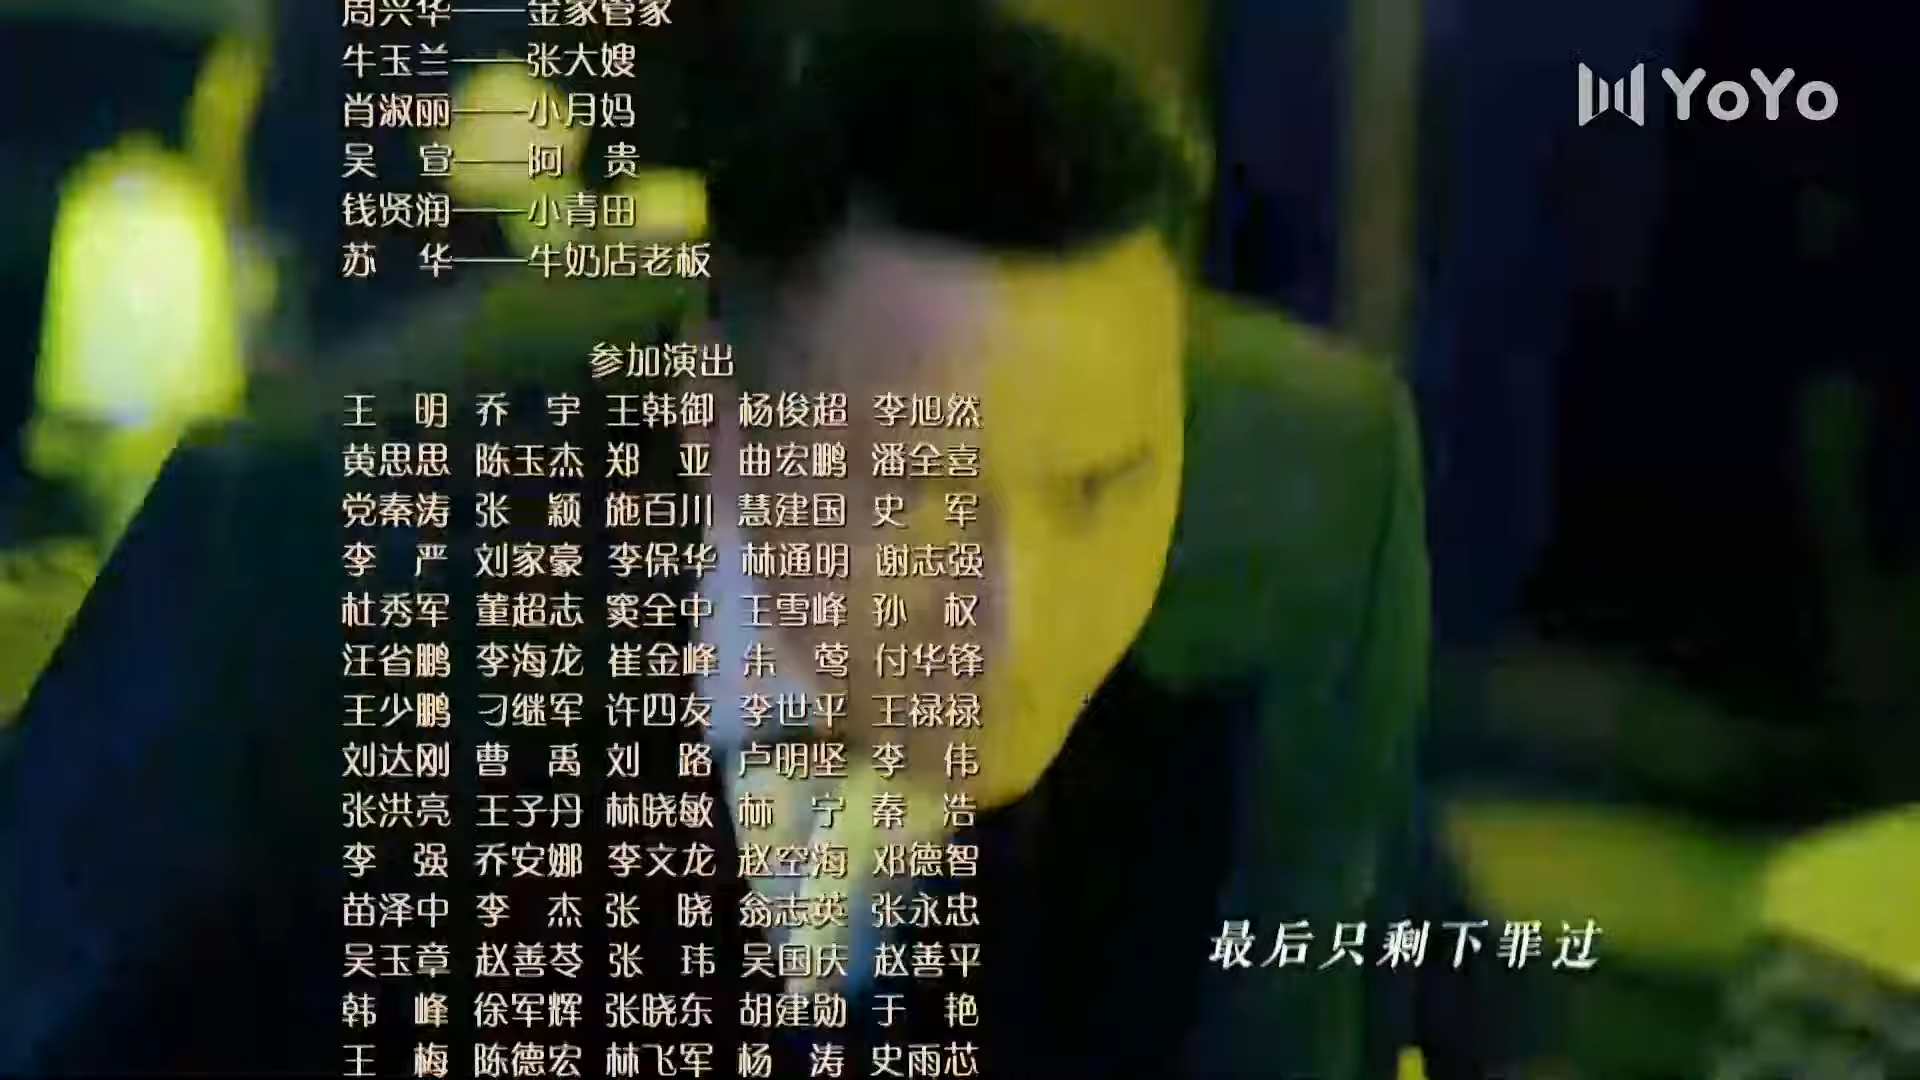 周兴华——金家管家
牛玉兰——张大嫂
肖淑丽——小月妈
吴　宣——阿　贵
钱贤润——小青田
苏　华——牛奶店老板
YoYo
参加演出
王　明 乔　宇 王韩御 杨俊超 李旭然
黄思思 陈玉杰 郑　亚 曲宏鹏 潘全喜
党秦涛 张　颖 施百川 慧建国 史　军
李　严 刘家豪 李保华 林通明 谢志强
杜秀军 董超志 窦全中 王雪峰 孙　权
汪省鹏 李海龙 崔金峰 朱　莺 付华锋
王少鹏 刁继军 许四友 李世平 王禄禄
刘达刚 曹　禹 刘　路 卢明坚 李　伟
张洪亮 王子丹 林晓敏 林　宁 秦　浩
李　强 乔安娜 李文龙 赵空海 邓德智
苗泽中 李　杰 张　晓 翁志英 张永忠
吴玉章 赵善苓 张　玮 吴国庆 赵善平
韩　峰 徐军辉 张晓东 胡建勋 于　艳
王　梅 陈德宏 林飞军 杨　涛 史雨芯
最后只剩下罪过